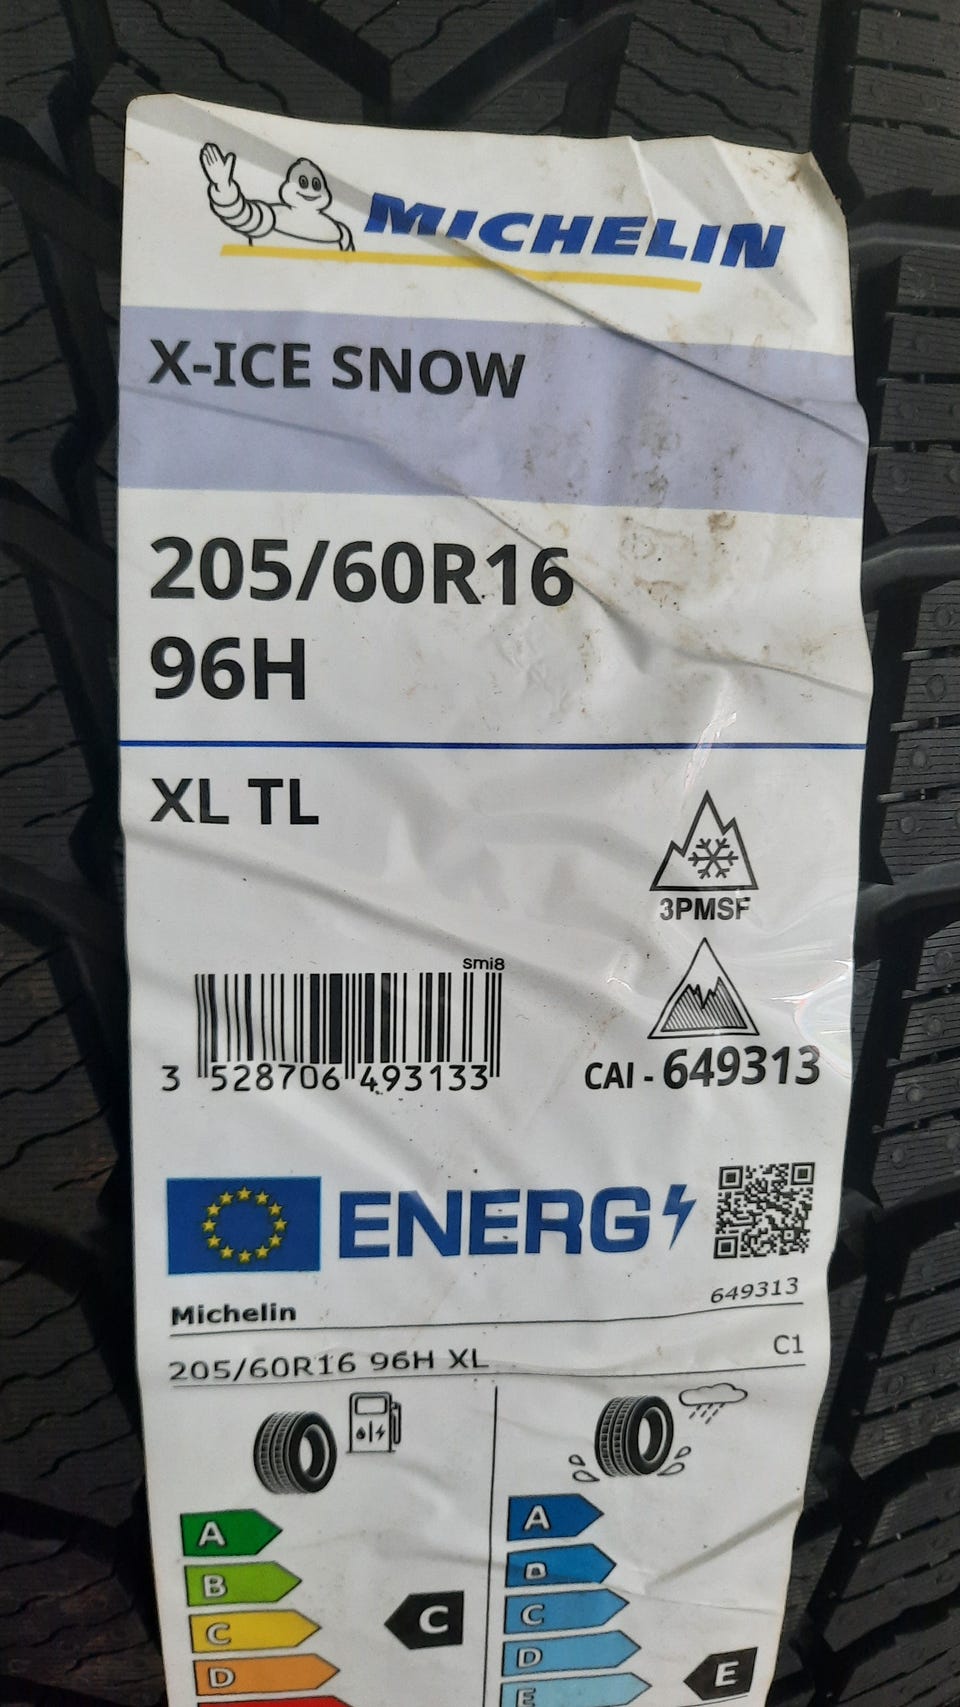 MICHELIN
X-ICE SNOW
205/60R16
96H
XL TL
3PMSF
smi8
3 528706 493133
CAI - 649313
ENERG
Michelin
649313
205/60R16 96H XL
C1
A
B
C
D
C
A
B
C
D
E
E